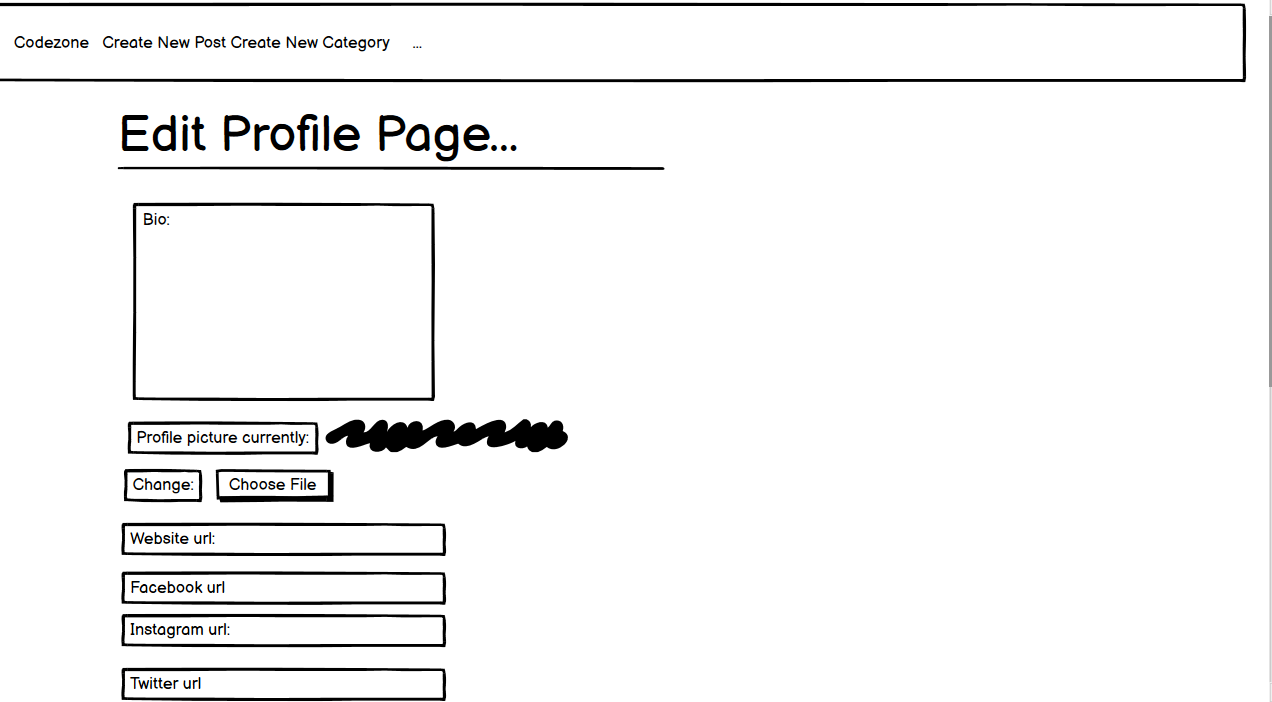 Codezone Create New Post Create New Category ...
Edit Profile Page...
Bio:
Profile picture currently:
Change: Choose File
Website url:
Facebook url
Instagram url:
Twitter url